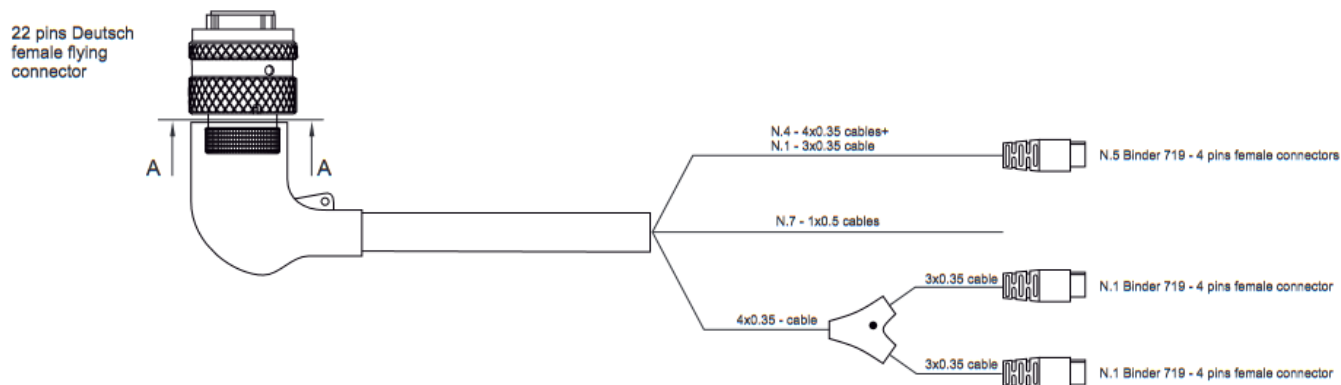 22 pins Deutsch
female flying
connector
A
A
N.4 - 4x0.35 cables+
N.1 - 3x0.35 cable
N.5 Binder 719 - 4 pins female connectors
N.7 - 1x0.5 cables
3x0.35 cable
N.1 Binder 719 - 4 pins female connector
4x0.35 - cable
3x0.35 cable
N.1 Binder 719 - 4 pins female connector